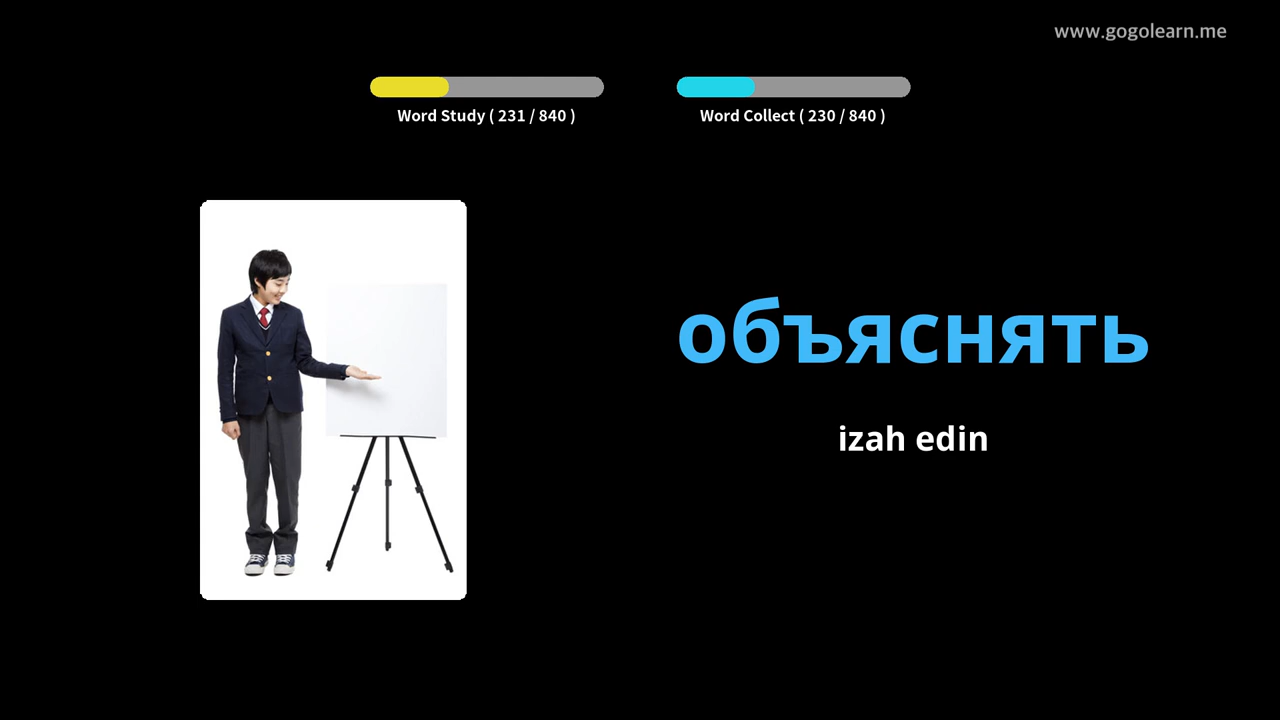 www.gogolearn.me
Word Study ( 231 / 840 )
Word Collect ( 230 / 840 )
объяснять
izah edin